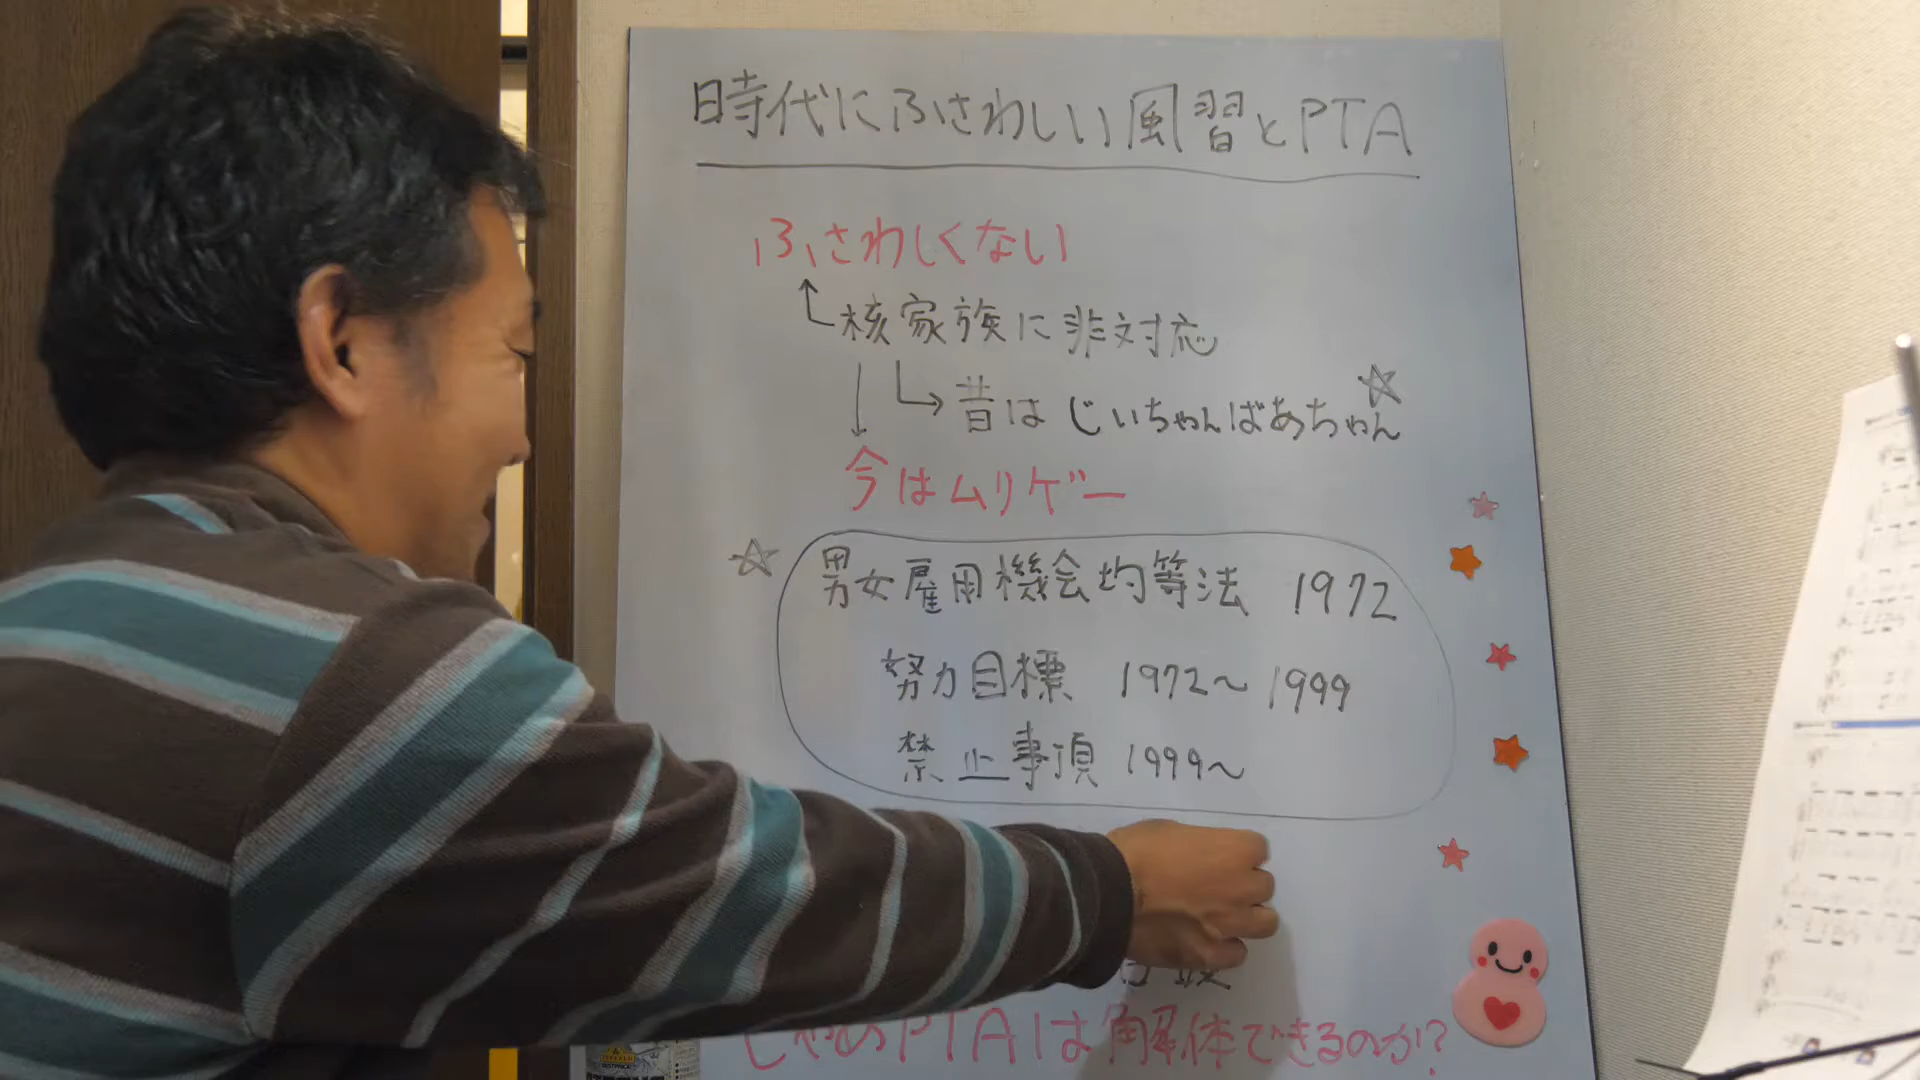 時代にふさわしい風習とPTA
ふさわしくない
核家族に非対応
昔はじいちゃんばあちゃん
今はムリゲー
男女雇用機会均等法 1972
努力目標 1972〜1999
禁止事項 1999〜
じゃあPTAは解体できるのか?